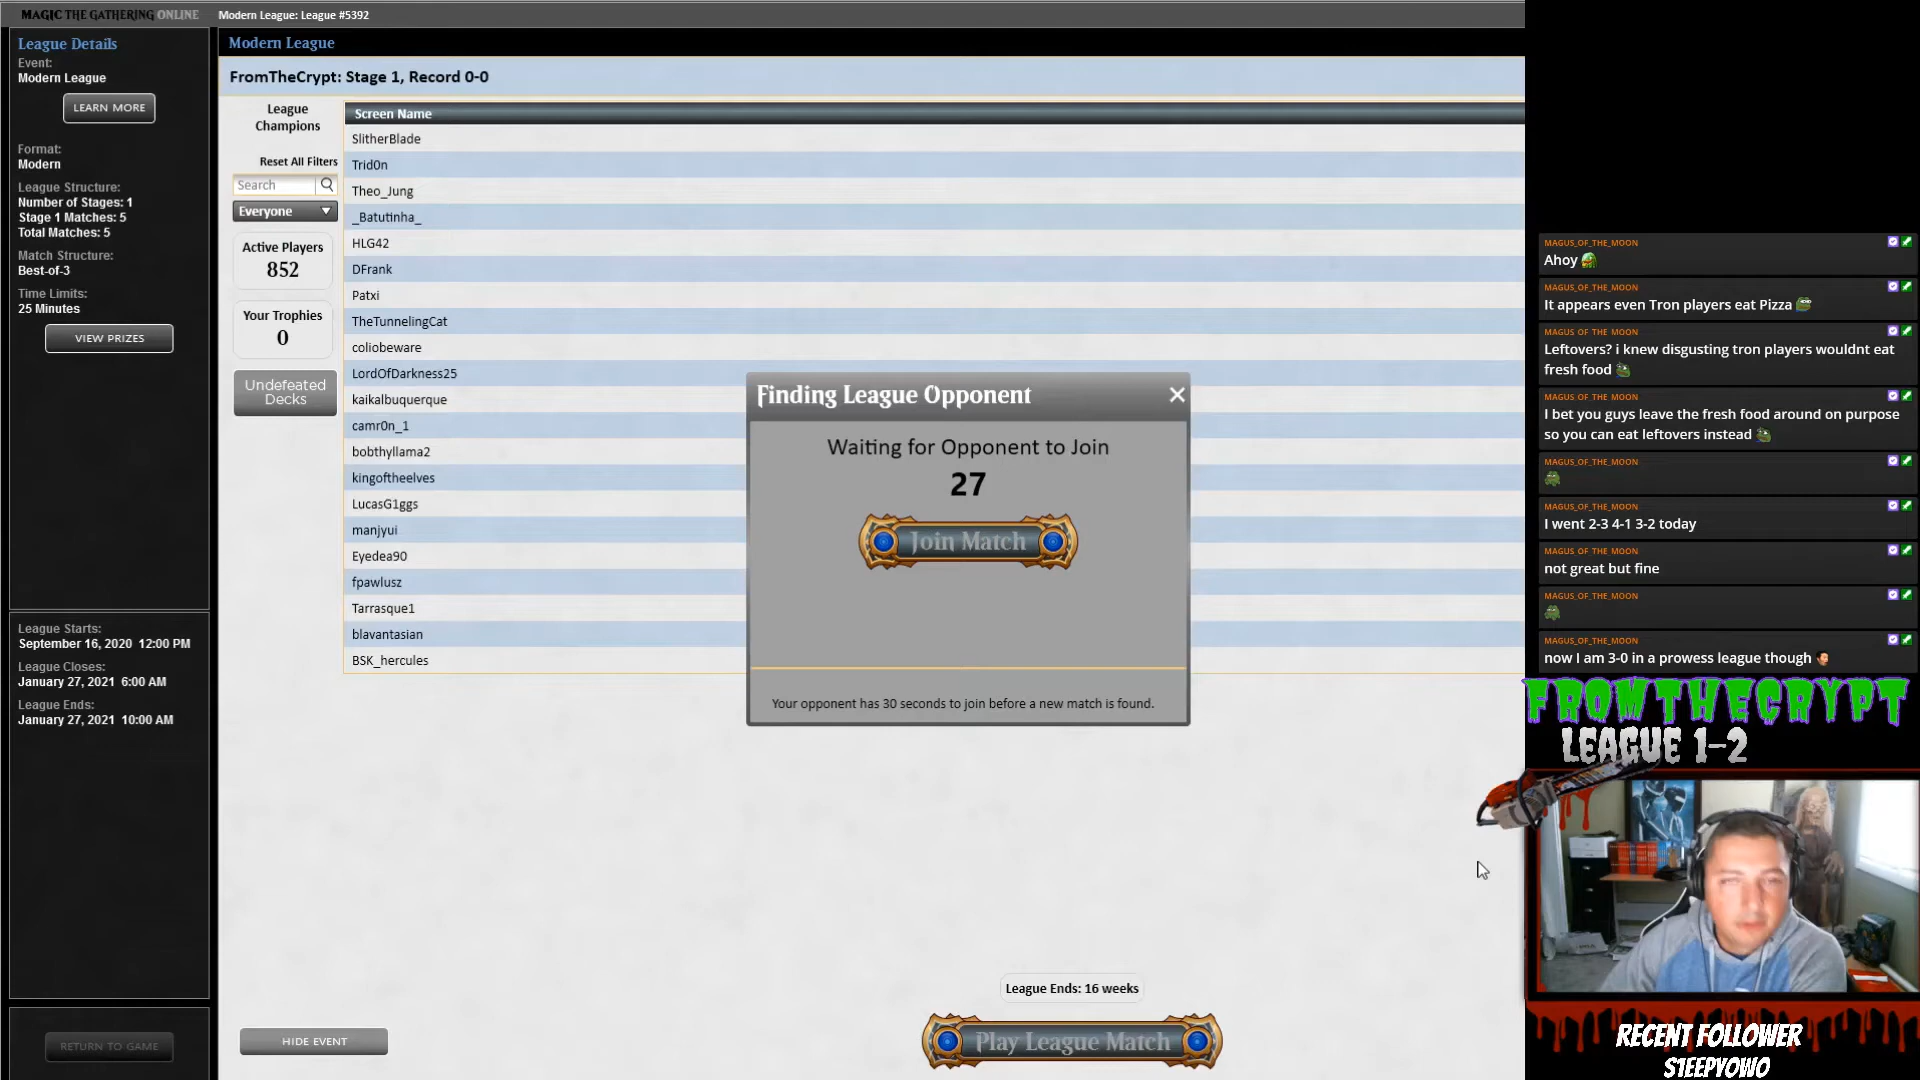 MAGIC THE GATHERING ONLINE
Modern League: League #5392
League Details
Event:
Modern League
LEARN MORE
Format:
Modern
League Structure:
Number of Stages: 1
Stage 1 Matches: 5
Total Matches: 5
Match Structure:
Best-of-3
Time Limits:
25 Minutes
VIEW PRIZES
League Starts:
September 16, 2020 12:00 PM
League Closes:
January 27, 2021 6:00 AM
League Ends:
January 27, 2021 10:00 AM
RETURN TO GAME
Modern League
FromTheCrypt: Stage 1, Record 0-0
League
Champions
Reset All Filters
Search
Everyone
Active Players
852
Your Trophies
0
Undefeated
Decks
Screen Name
SlitherBlade
Trid0n
Theo_Jung
_Batutinha_
HLG42
DFrank
Patxi
TheTunnelingCat
coliobeware
LordOfDarkness25
kaikalbuquerque
camr0n_1
bobthyllama2
kingoftheelves
LucasG1ggs
manjyui
Eyedea90
fpawlusz
Tarrasque1
blavantasian
BSK_hercules
Finding League Opponent
Waiting for Opponent to Join
27
Join Match
Your opponent has 30 seconds to join before a new match is found.
League Ends: 16 weeks
Play League Match
HIDE EVENT
MAGUS_OF_THE_MOON
Ahoy
MAGUS_OF_THE_MOON
It appears even Tron players eat Pizza
MAGUS_OF_THE_MOON
Leftovers? i knew disgusting tron players wouldnt eat
fresh food
MAGUS_OF_THE_MOON
I bet you guys leave the fresh food around on purpose
so you can eat leftovers instead
MAGUS_OF_THE_MOON
MAGUS_OF_THE_MOON
I went 2-3 4-1 3-2 today
MAGUS_OF_THE_MOON
not great but fine
MAGUS_OF_THE_MOON
MAGUS_OF_THE_MOON
now I am 3-0 in a prowess league though
FROMTHECRYPT
LEAGUE 1-2
RECENT FOLLOWER
S1EEPYOWO